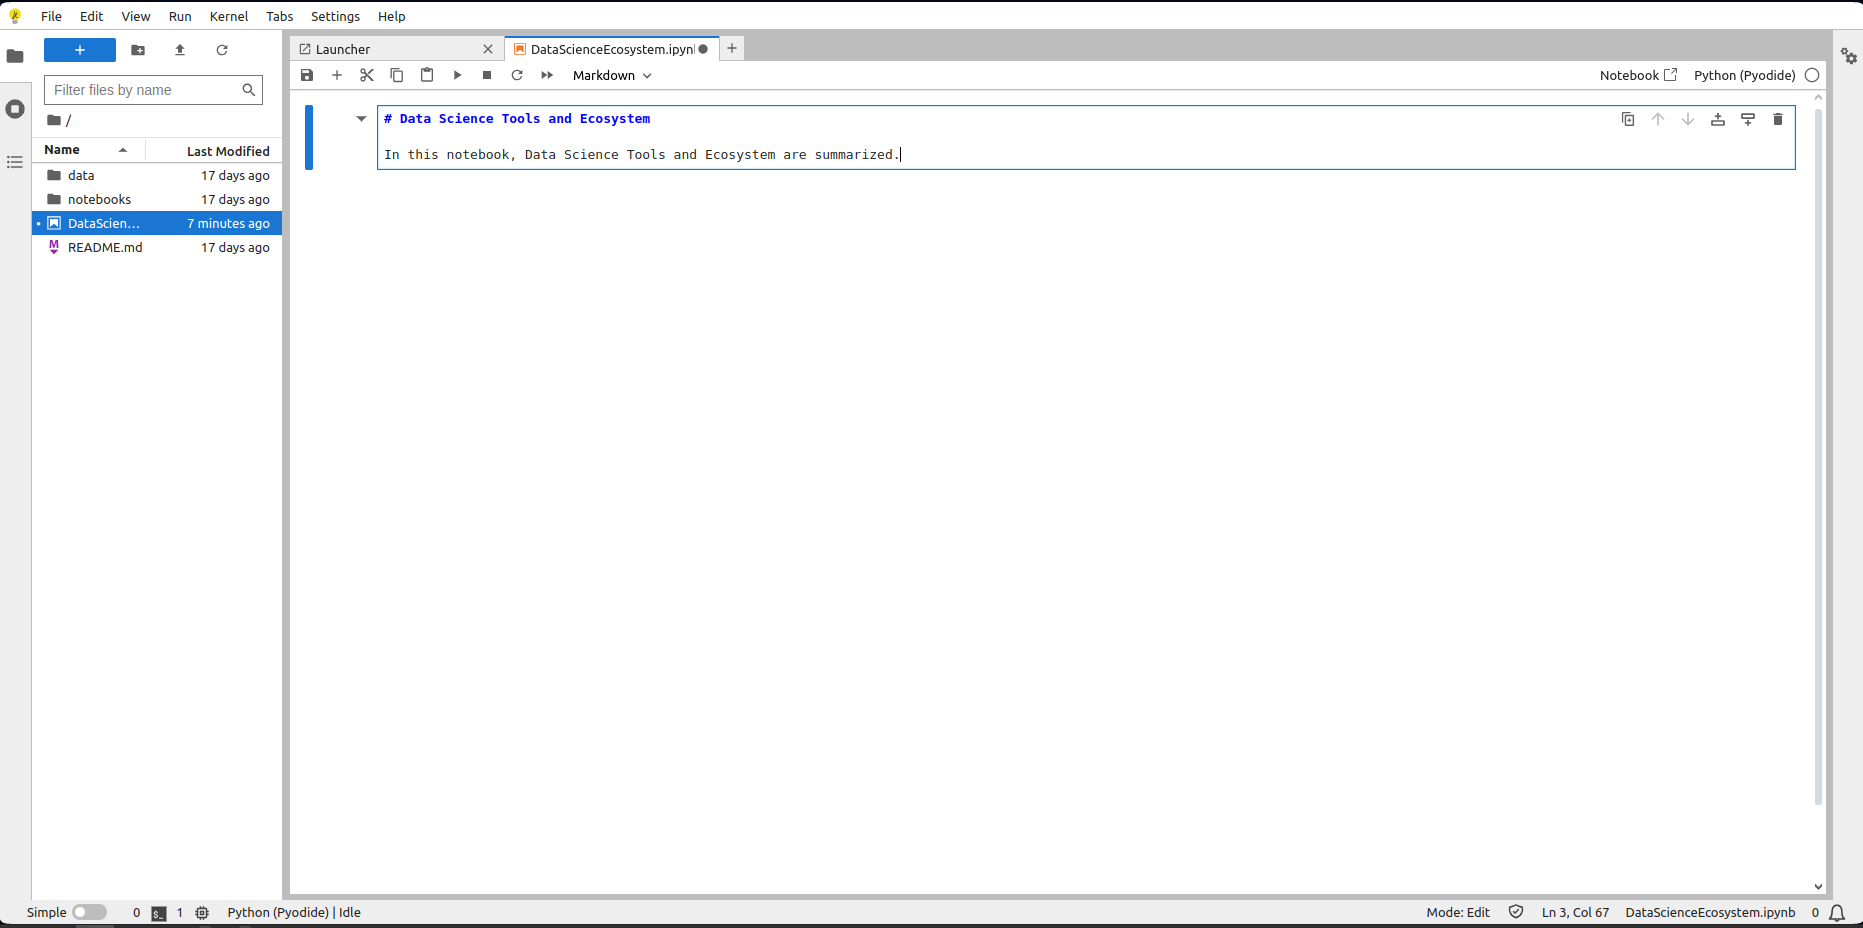 File Edit View Run Kernel Tabs Settings Help
Launcher
DataScienceEcosystem.ipynb
Filter files by name
Markdown
Notebook
Python (Pyodide)
/
Name Last Modified
data 17 days ago
notebooks 17 days ago
DataScien... 7 minutes ago
README.md 17 days ago
# Data Science Tools and Ecosystem
In this notebook, Data Science Tools and Ecosystem are summarized.
Simple 0 $_ 1 Python (Pyodide) | Idle Mode: Edit Ln 3, Col 67 DataScienceEcosystem.ipynb 0